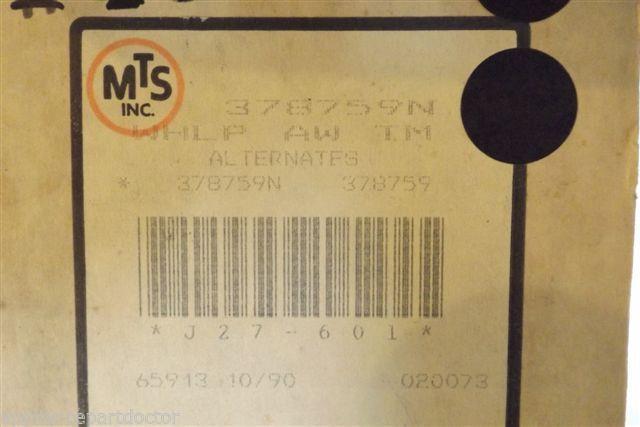 MTS
INC.
378759N
WHLP AW TM
ALTERNATES
* 378759N 378759
*J27-601*
65913 10/90 020073